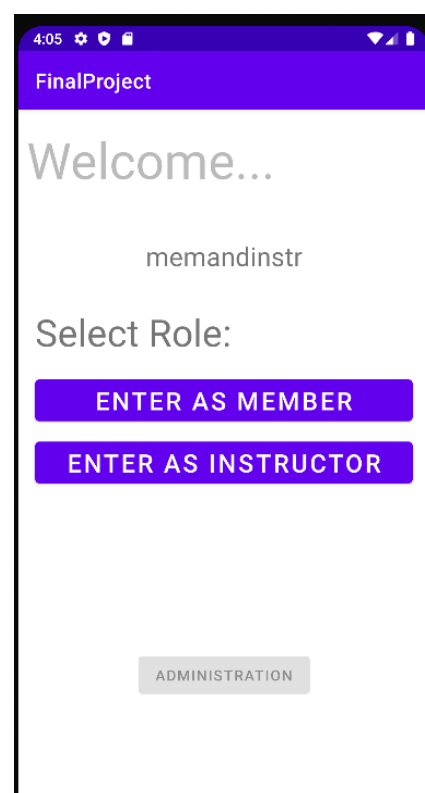 4:05
FinalProject
Welcome...
memandinstr
Select Role:
ENTER AS MEMBER
ENTER AS INSTRUCTOR
ADMINISTRATION